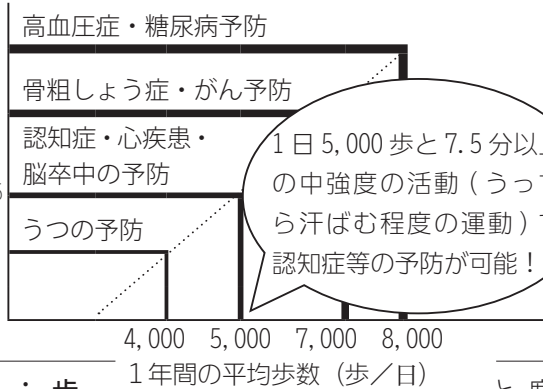 高血圧症・糖尿病予防
骨粗しょう症・がん予防
認知症・心疾患・
脳卒中の予防
うつの予防
1日5,000歩と7.5分以
の中強度の活動(うっ
ら汗ばむ程度の運動)
認知症等の予防が可能!
4,000 5,000 7,000 8,000
1年間の平均歩数(歩/日)
歩
と